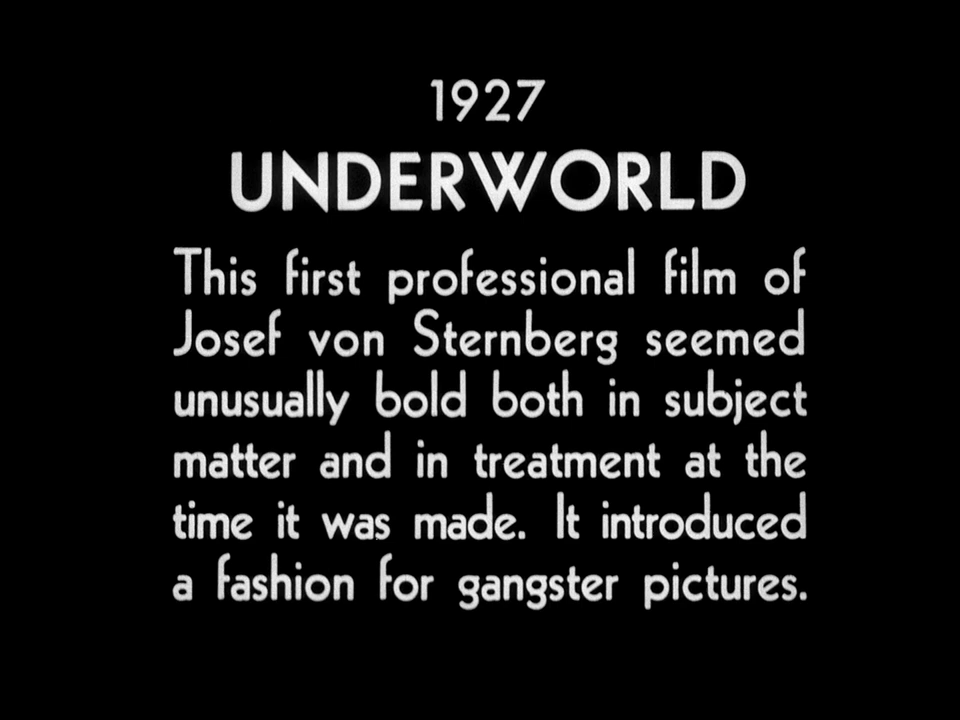 1927
UNDERWORLD
This first professional film of
Josef von Sternberg seemed
unusually bold both in subject
matter and in treatment at the
time it was made. It introduced
a fashion for gangster pictures.